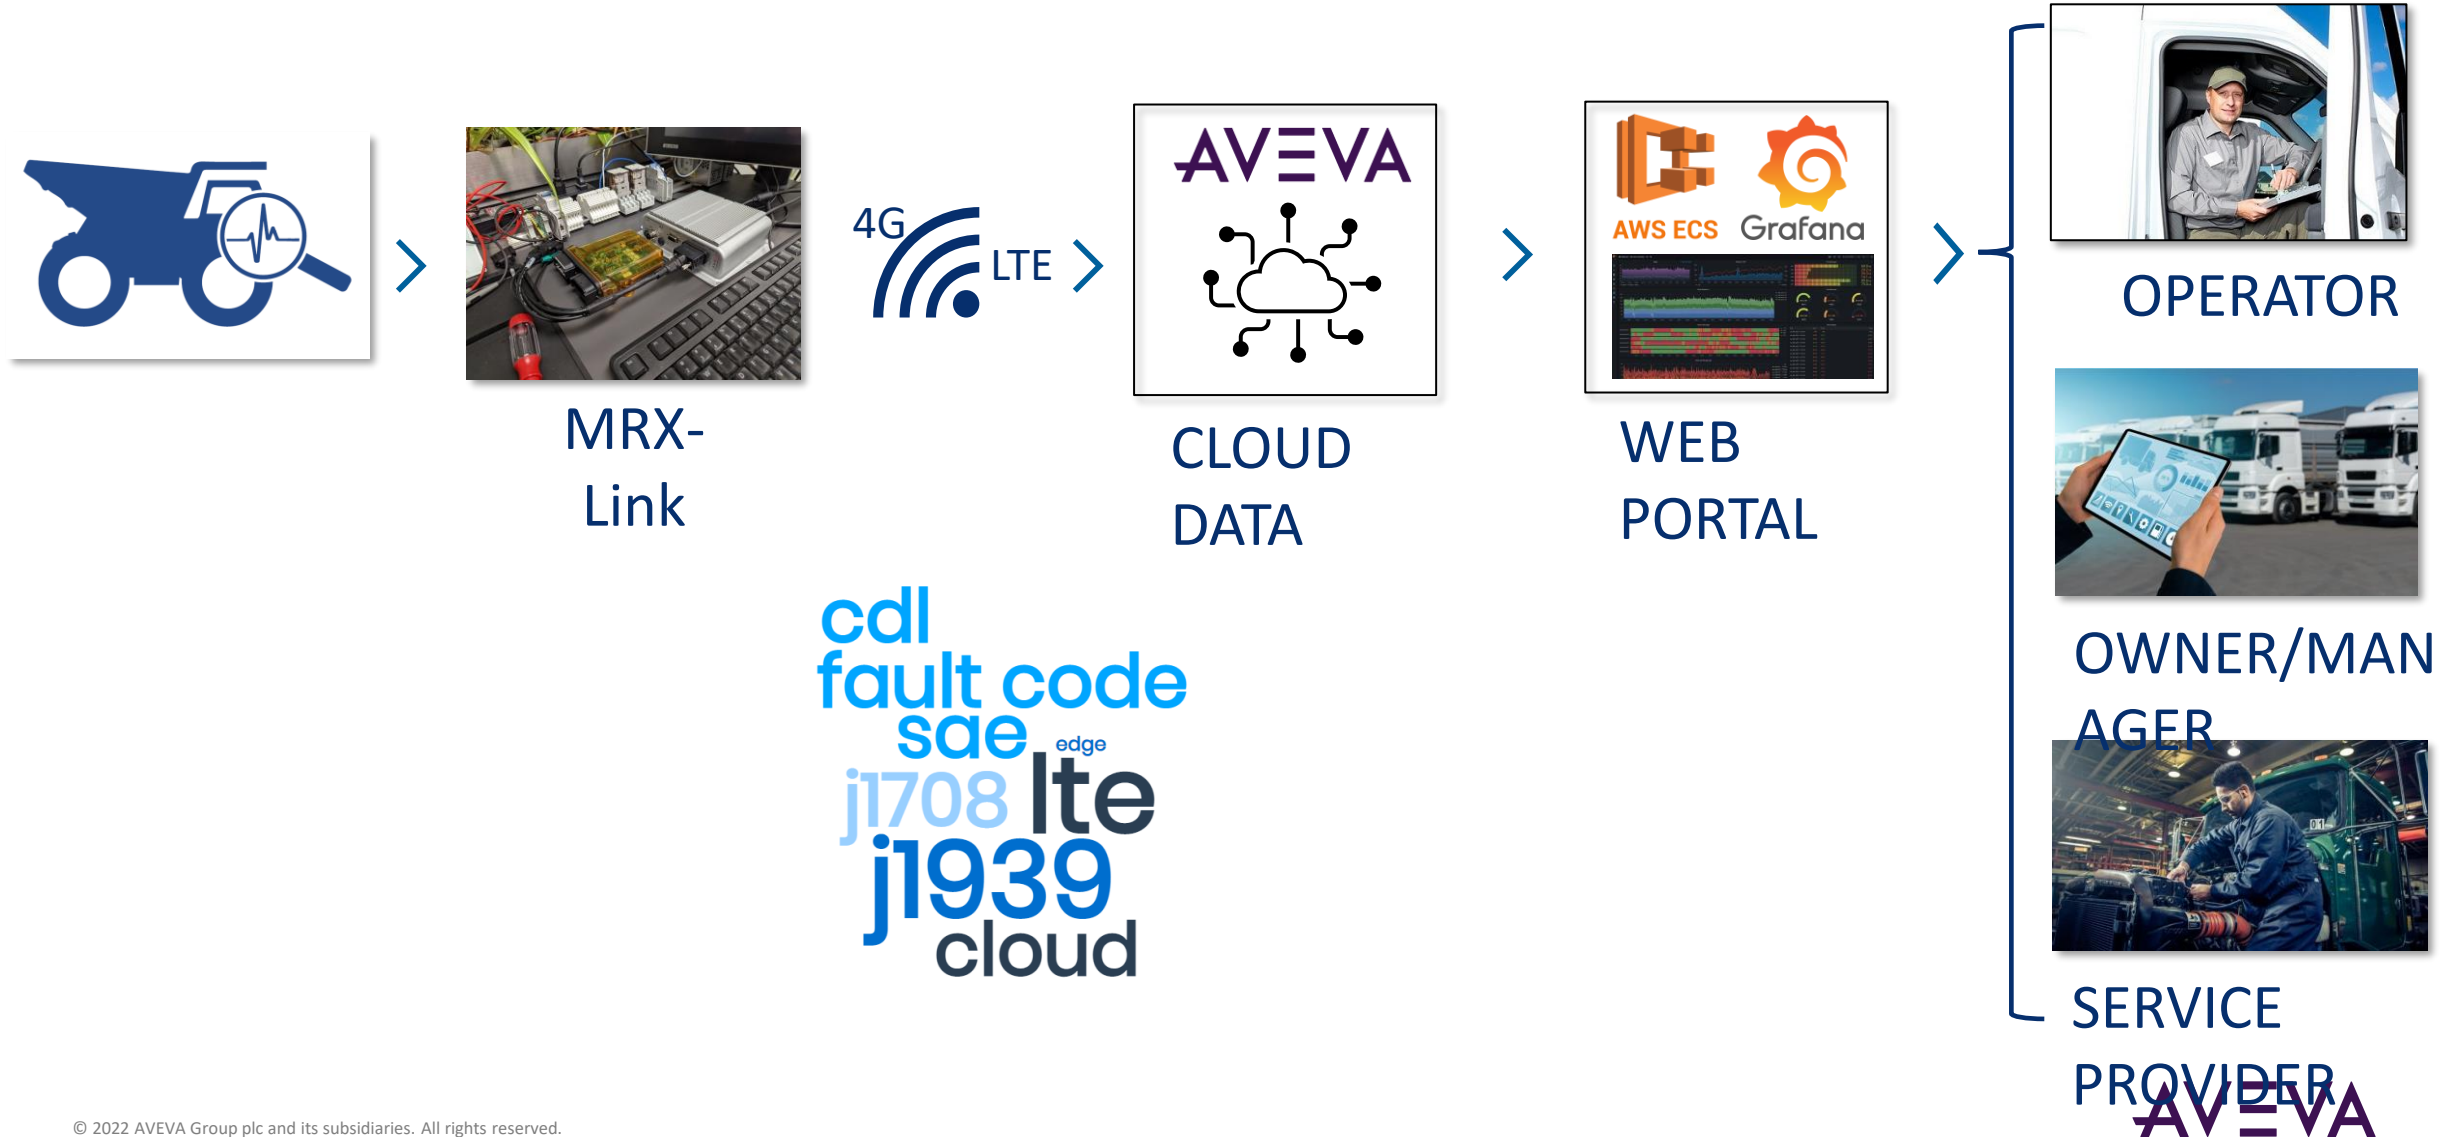 4G
LTE
AVEVA
AWS ECS
Grafana
MRX-
Link
CLOUD
DATA
WEB
PORTAL
OPERATOR
OWNER/MAN
AGER
SERVICE
PROVIDER
cdl
fault code
sae
edge
j1708
lte
j1939
cloud
01
© 2022 AVEVA Group plc and its subsidiaries. All rights reserved.
AVEVA